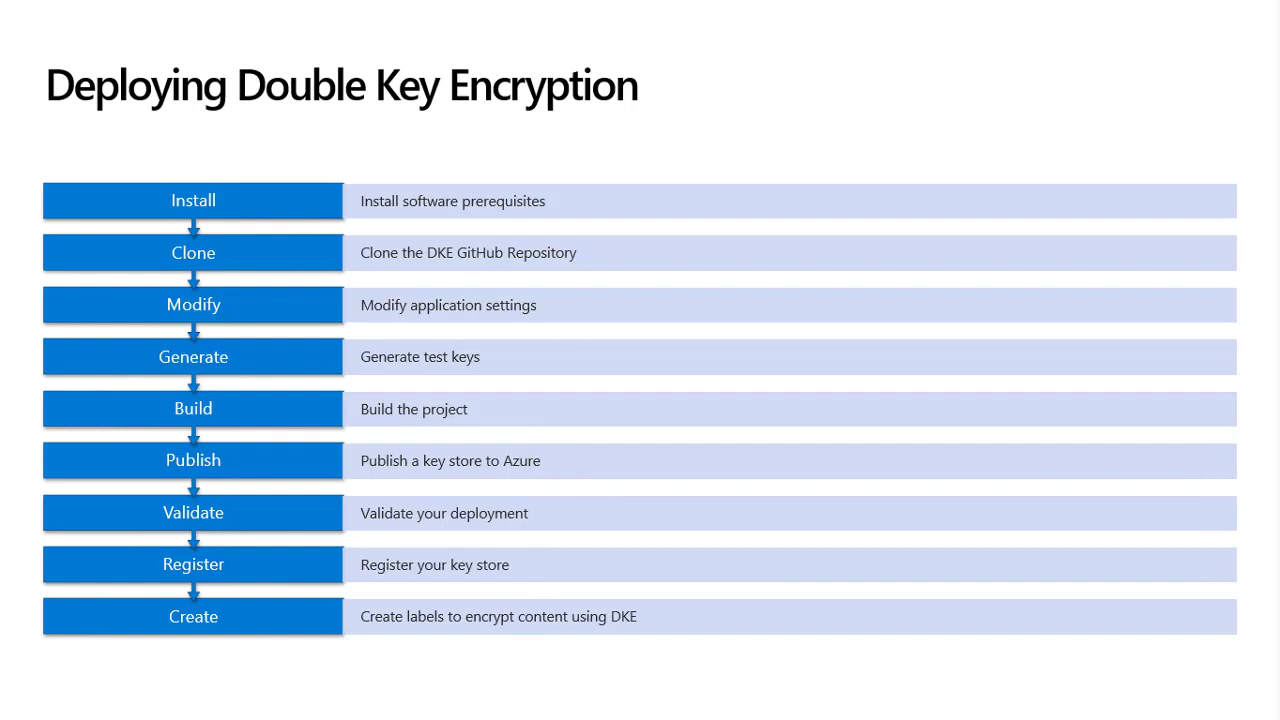 Deploying Double Key Encryption
Install
Install software prerequisites
Clone
Clone the DKE GitHub Repository
Modify
Modify application settings
Generate
Generate test keys
Build
Build the project
Publish
Publish a key store to Azure
Validate
Validate your deployment
Register
Register your key store
Create
Create labels to encrypt content using DKE